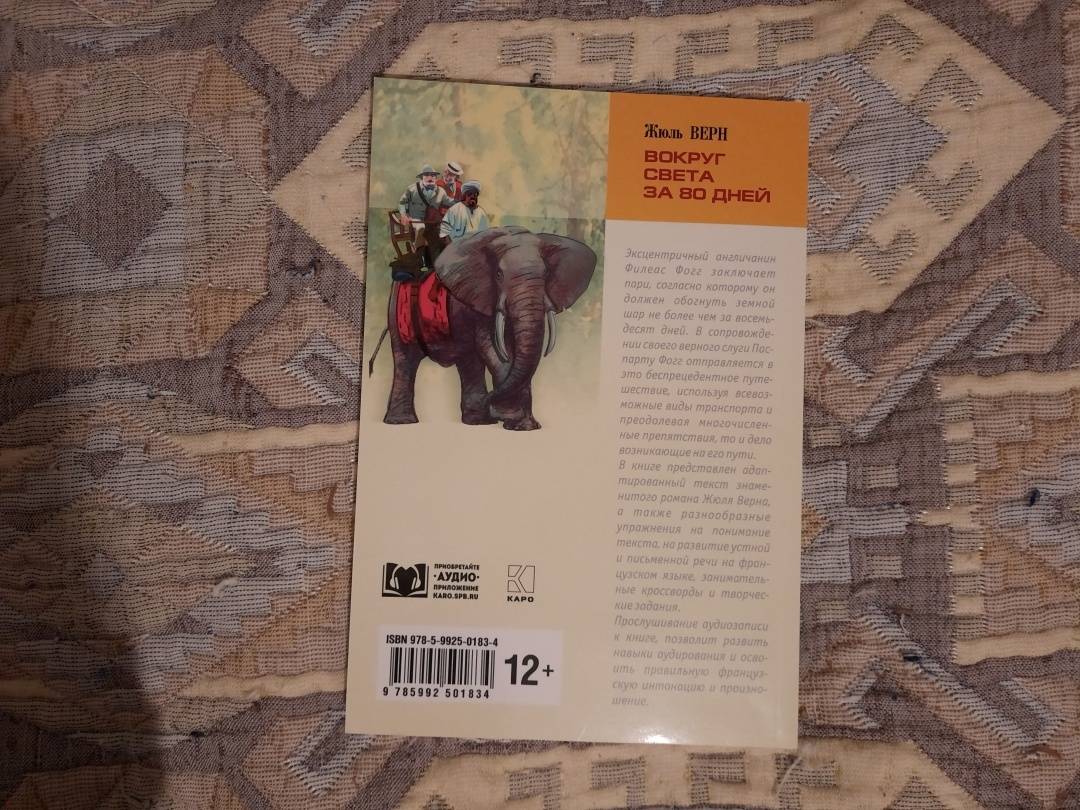 Жюль ВЕРН
ВОКРУГ
СВЕТА
ЗА 80 ДНЕЙ
Эксцентричный англичанин
Филеас Фогг заключает
пари, согласно которому он
должен обогнуть земной
шар не более чем за восемь-
десят дней. В сопровожде-
нии своего верного слуги Пас-
парту Фогг отправляется в
это беспрецедентное путе-
шествие, используя всевоз-
можные виды транспорта и
преодолевая многочислен-
ные препятствия, то и дело
возникающие на его пути.
В книге представлен адап-
тированный текст знаме-
нитого романа Жюля Верна,
а также разнообразные
упражнения на понимание
текста, на развитие устной
и письменной речи на фран-
цузском языке, заниматель-
ные кроссворды и творчес-
кие задания.
Прослушивание аудиозаписи
к книге, позволит развить
навыки аудирования и осво-
ить правильную француз-
скую интонацию и произно-
шение.
ПРИОБРЕТАЙТЕ
·АУДИО·
ПРИЛОЖЕНИЕ
KARO.SPB.RU
КАРО
ISBN 978-5-9925-0183-4
9 785992 501834
12+